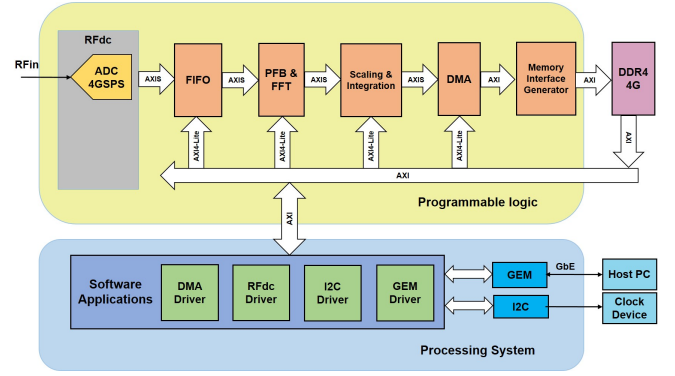 RFdc
RFin
ADC
4GSPS
AXIS
FIFO
AXIS
PFB &
FFT
AXIS
Scaling &
Integration
AXIS
DMA
AXI
Memory
Interface
Generator
AXI
DDR4
4G
AXI4-Lite
AXI4-Lite
AXI4-Lite
AXI4-Lite
AXI
AXI
Programmable logic
AXI
Software
Applications
DMA
Driver
RFdc
Driver
I2C
Driver
GEM
Driver
GEM
GbE
Host PC
I2C
Clock
Device
Processing System